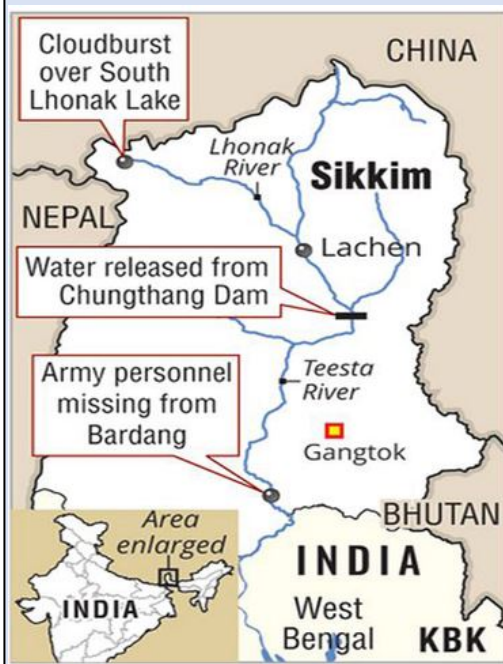 Cloudburst
over South
Lhonak Lake
CHINA
Lhonak
River
Sikkim
NEPAL
Lachen
Water released from
Chungthang Dam
Army personnel
missing from
Bardang
Teesta
River
Gangtok
BHUTAN
Area
enlarged
INDIA
INDIA
West
Bengal
KBK